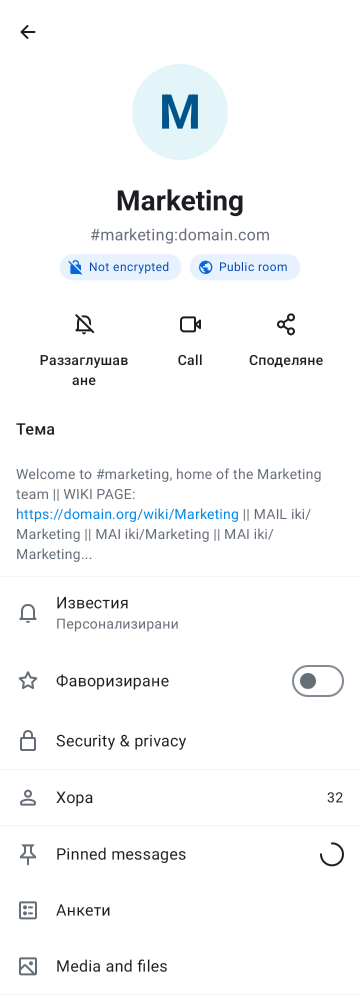 M
Marketing
#marketing:domain.com
Not encrypted
Public room
Раззаглушав
ане
Call
Споделяне
Тема
Welcome to #marketing, home of the Marketing
team || WIKI PAGE:
https://domain.org/wiki/Marketing || MAIL iki/
Marketing || MAI iki/Marketing || MAI iki/
Marketing...
Известия
Персонализирани
Фаворизиране
Security & privacy
Хора
32
Pinned messages
Анкети
Media and files